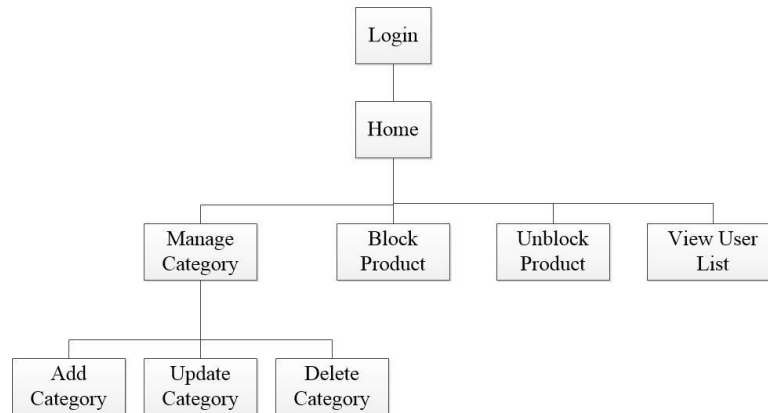 Login
Home
Manage
Category
Block
Product
Unblock
Product
View User
List
Add
Category
Update
Category
Delete
Category